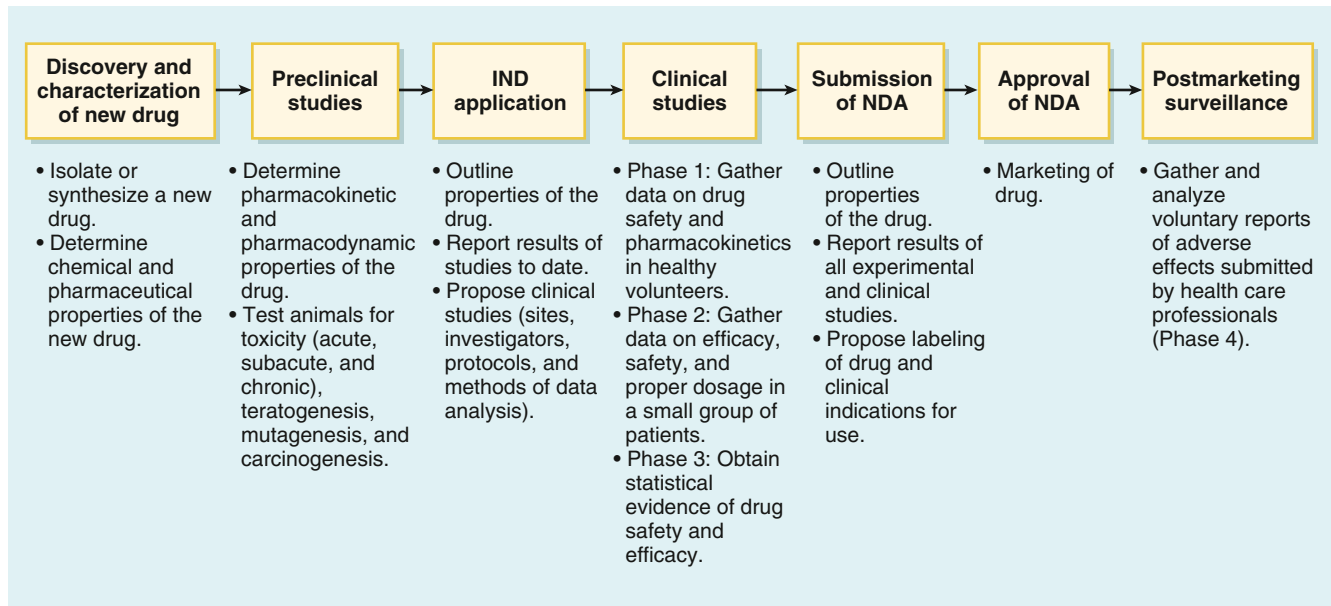 Discovery and
characterization
of new drug
Preclinical
studies
IND
application
Clinical
studies
Submission
of NDA
Approval
of NDA
Postmarketing
surveillance
• Isolate or
synthesize a new
drug.
• Determine
chemical and
pharmaceutical
properties of the
new drug.
• Determine
pharmacokinetic
and
pharmacodynamic
properties of the
drug.
• Test animals for
toxicity (acute,
subacute, and
chronic),
teratogenesis,
mutagenesis, and
carcinogenesis.
• Outline
properties of the
drug.
• Report results of
studies to date.
• Propose clinical
studies (sites,
investigators,
protocols, and
methods of data
analysis).
• Phase 1: Gather
data on drug
safety and
pharmacokinetics
in healthy
volunteers.
• Phase 2: Gather
data on efficacy,
safety, and
proper dosage in
a small group of
patients.
• Phase 3: Obtain
statistical
evidence of drug
safety and
efficacy.
• Outline
properties
of the drug.
• Report results of
all experimental
and clinical
studies.
• Propose labeling
of drug and
clinical
indications for
use.
• Marketing of
drug.
• Gather and
analyze
voluntary reports
of adverse
effects submitted
by health care
professionals
(Phase 4).